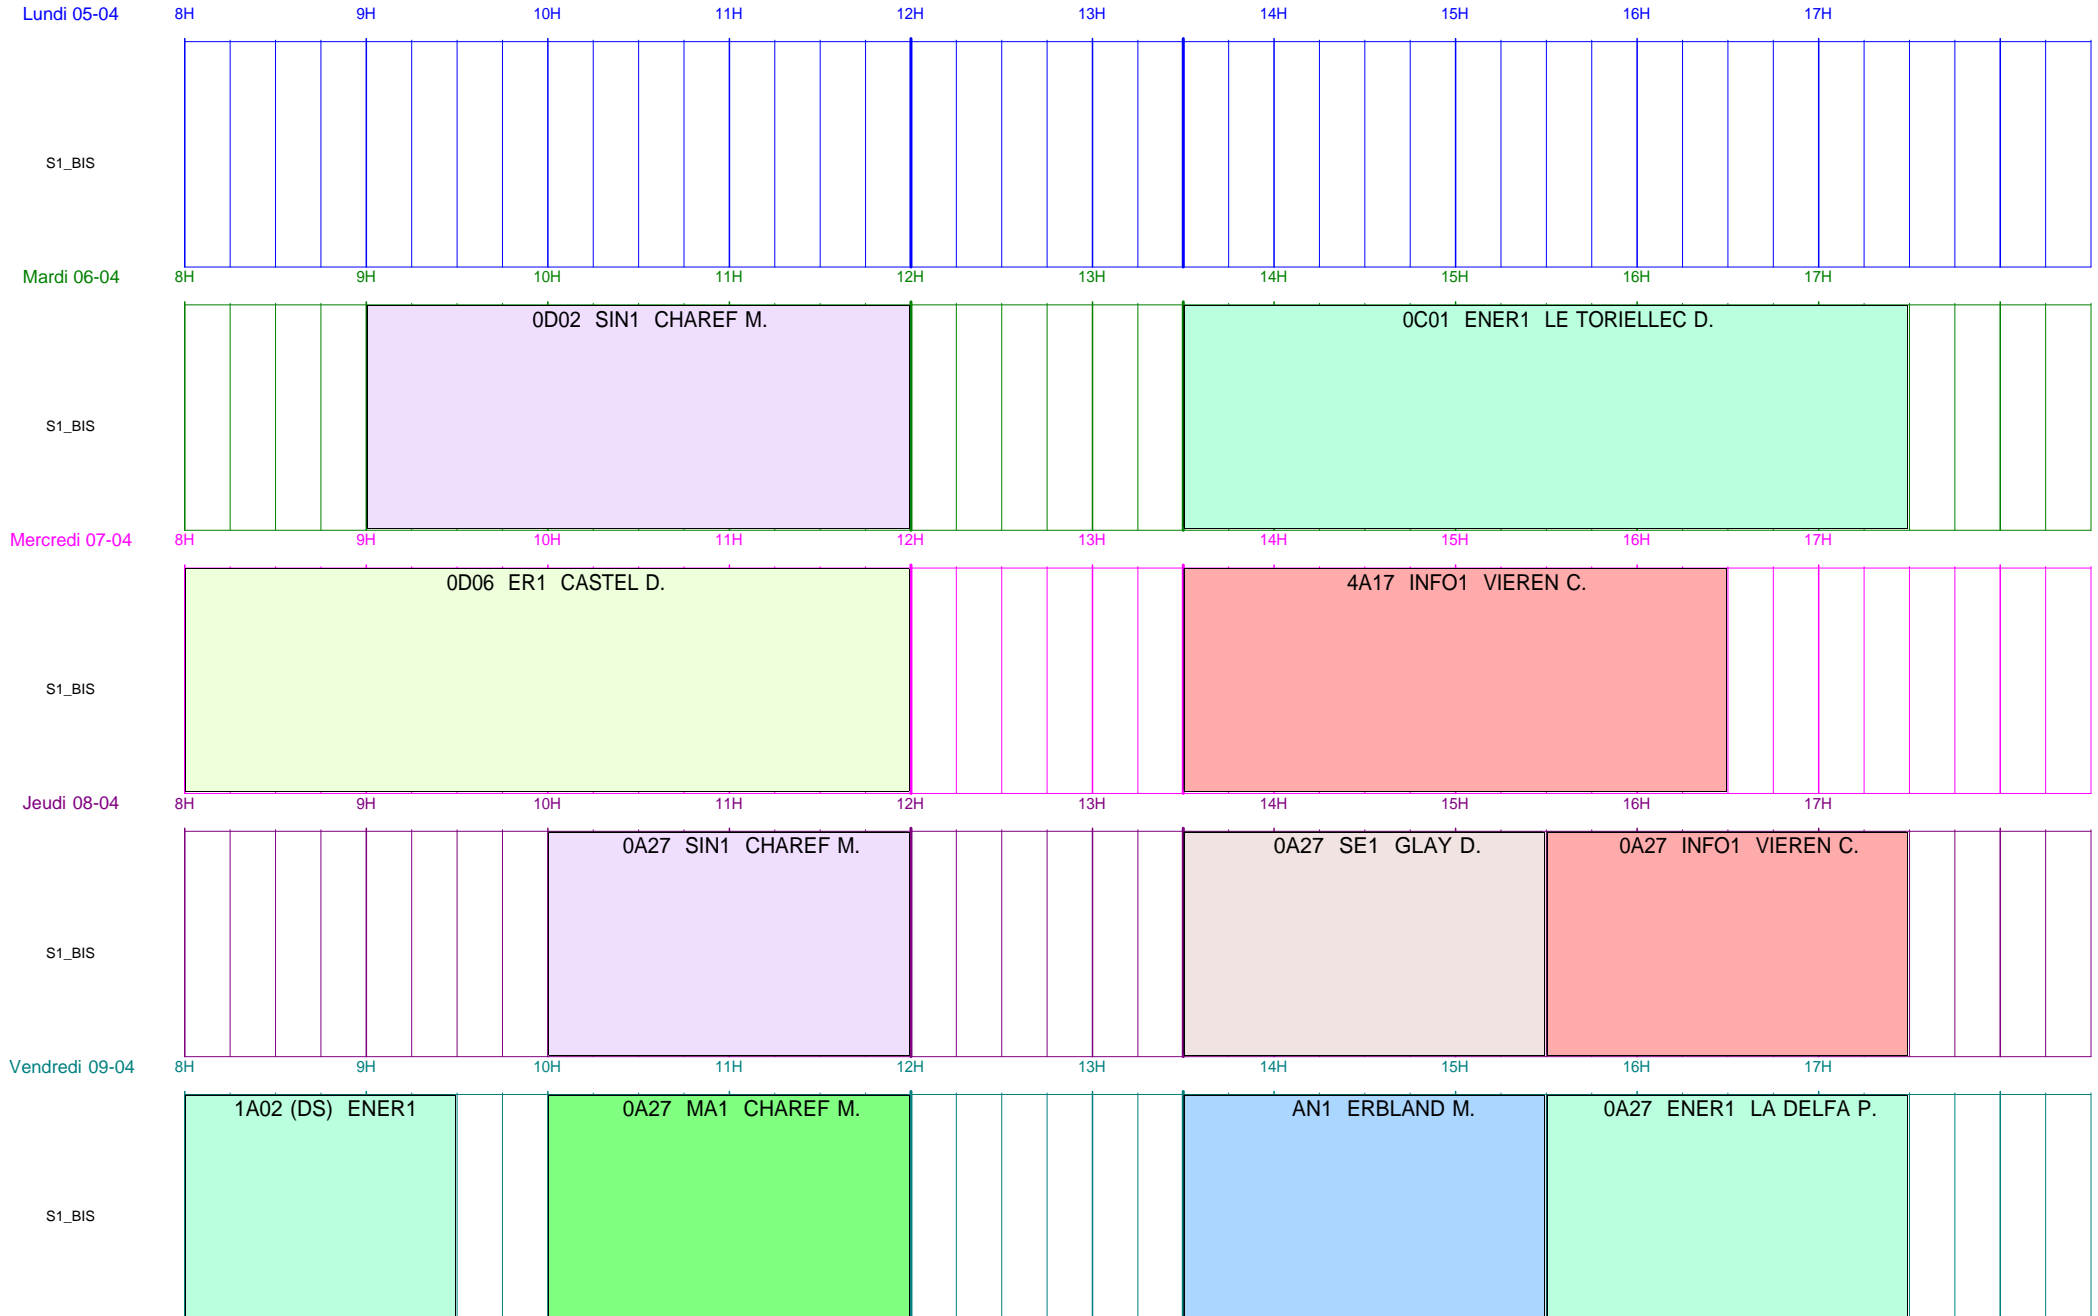 Lundi 05-04 8H 9H 10H 11H 12H 13H 14H 15H 16H 17H
S1_BIS
Mardi 06-04 8H 9H 10H 11H 12H 13H 14H 15H 16H 17H
0D02 SIN1 CHAREF M. 0C01 ENER1 LE TORIELLEC D.
S1_BIS
Mercredi 07-04 8H 9H 10H 11H 12H 13H 14H 15H 16H 17H
0D06 ER1 CASTEL D. 4A17 INFO1 VIEREN C.
S1_BIS
Jeudi 08-04 8H 9H 10H 11H 12H 13H 14H 15H 16H 17H
0A27 SIN1 CHAREF M. 0A27 SE1 GLAY D. 0A27 INFO1 VIEREN C.
S1_BIS
Vendredi 09-04 8H 9H 10H 11H 12H 13H 14H 15H 16H 17H
1A02 (DS) ENER1 0A27 MA1 CHAREF M. AN1 ERBLAND M. 0A27 ENER1 LA DELFA P.
S1_BIS